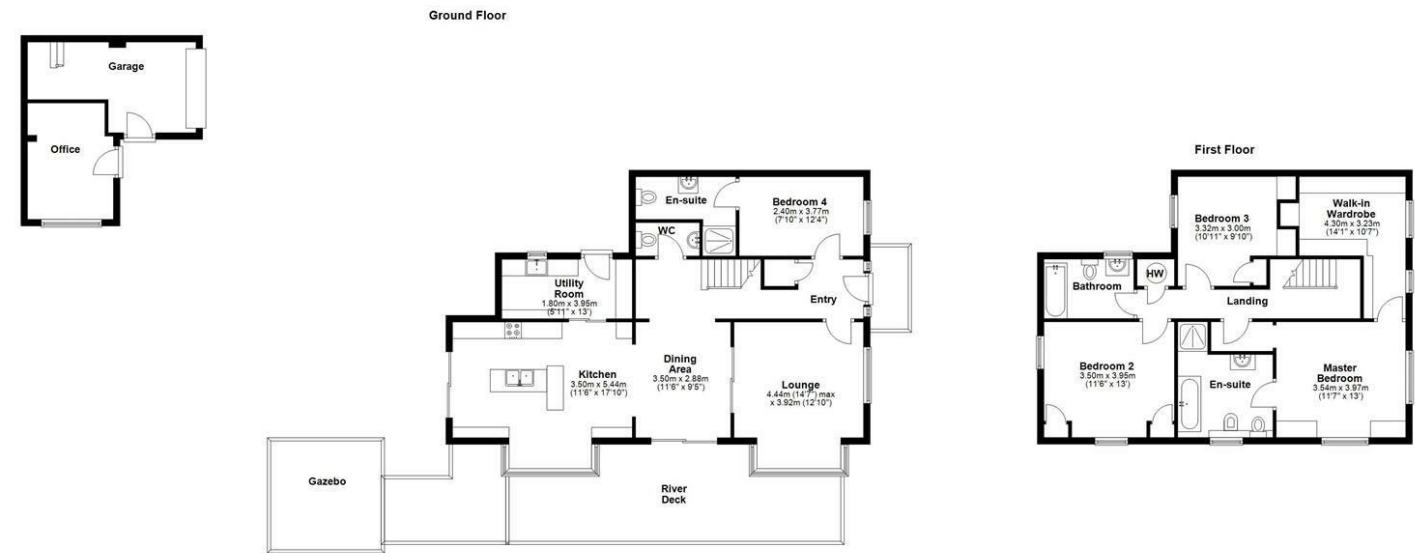 Ground Floor
Garage
Office
En-suite
Bedroom 4
2.40m x 3.77m
(7'10" x 12'4")
WC
Utility
Room
1.80m x 3.95m
(5'11" x 13')
Entry
Kitchen
3.50m x 5.44m
(11'6" x 17'10")
Dining
Area
3.50m x 2.88m
(11'6" x 9'5")
Lounge
4.44m (14'7") max
x 3.92m (12'10")
Gazebo
River
Deck
First Floor
Bedroom 3
3.32m x 3.00m
(10'11" x 9'10")
Walk-in
Wardrobe
4.30m x 3.23m
(14'1" x 10'7")
Bathroom
HW
Landing
Bedroom 2
3.50m x 3.95m
(11'6" x 13')
En-suite
Master
Bedroom
3.54m x 3.97m
(11'7" x 13')